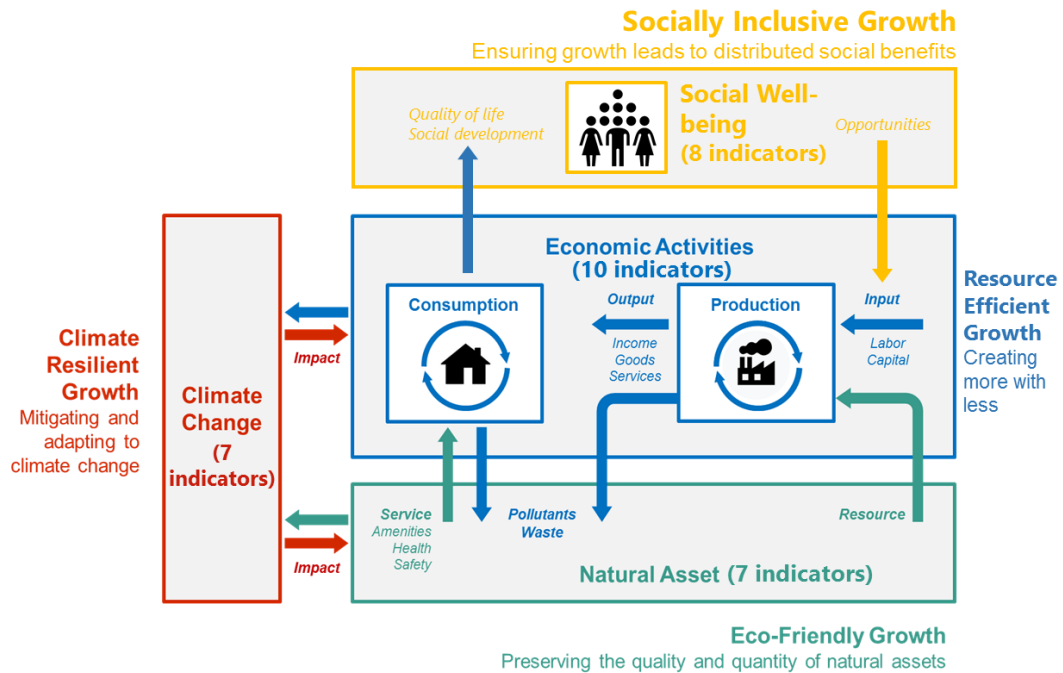 Socially Inclusive Growth
Ensuring growth leads to distributed social benefits
Quality of life
Social development
Social Well-
being
(8 indicators)
Opportunities
Economic Activities
(10 indicators)
Consumption
Output
Income
Goods
Services
Production
Input
Labor
Capital
Resource
Efficient
Growth
Creating
more with
less
Climate
Resilient
Growth
Mitigating and
adapting to
climate change
Climate
Change
(7
indicators)
Impact
Impact
Service
Amenities
Health
Safety
Pollutants
Waste
Resource
Natural Asset (7 indicators)
Eco-Friendly Growth
Preserving the quality and quantity of natural assets